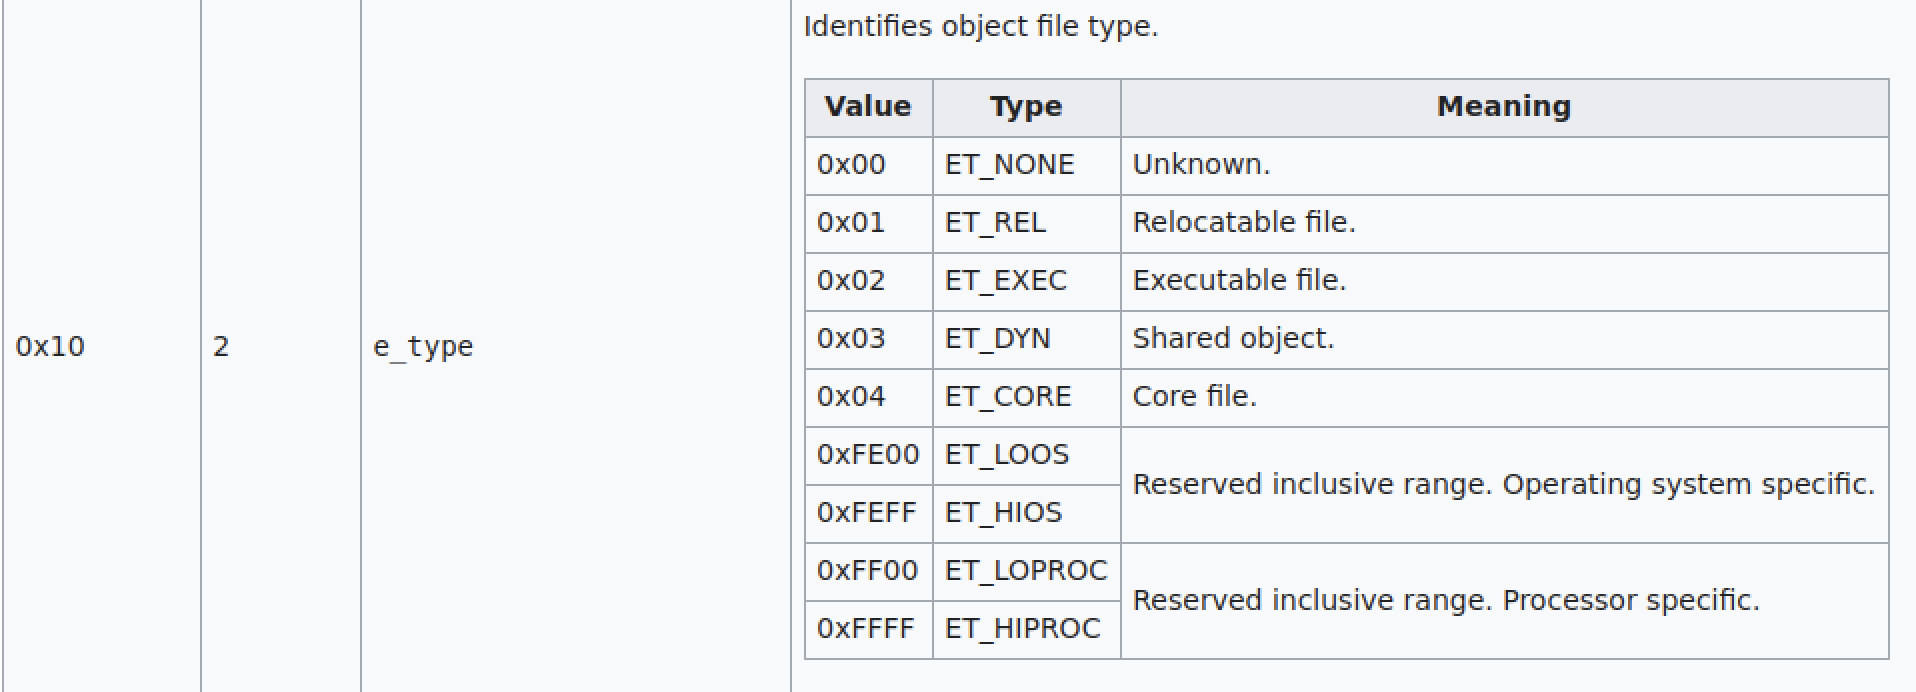 Identifies object file type.
Value Type Meaning
0x00 ET_NONE Unknown.
0x01 ET_REL Relocatable file.
0x02 ET_EXEC Executable file.
0x10 2 e_type
0x03 ET_DYN Shared object.
0x04 ET_CORE Core file.
0xFE00 ET_LOOS
Reserved inclusive range. Operating system specific.
0xFEFF ET_HIOS
0xFF00 ET_LOPROC
Reserved inclusive range. Processor specific.
0xFFFF ET_HIPROC